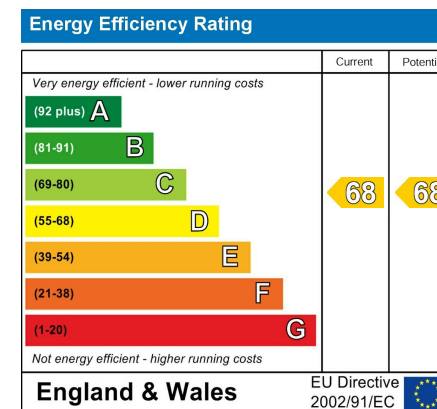 Energy Efficiency Rating
Current Potenti
Very energy efficient - lower running costs
(92 plus) A
(81-91) B
(69-80) C
68 68
(55-68) D
(39-54) E
(21-38) F
(1-20) G
Not energy efficient - higher running costs
England & Wales
EU Directive
2002/91/EC